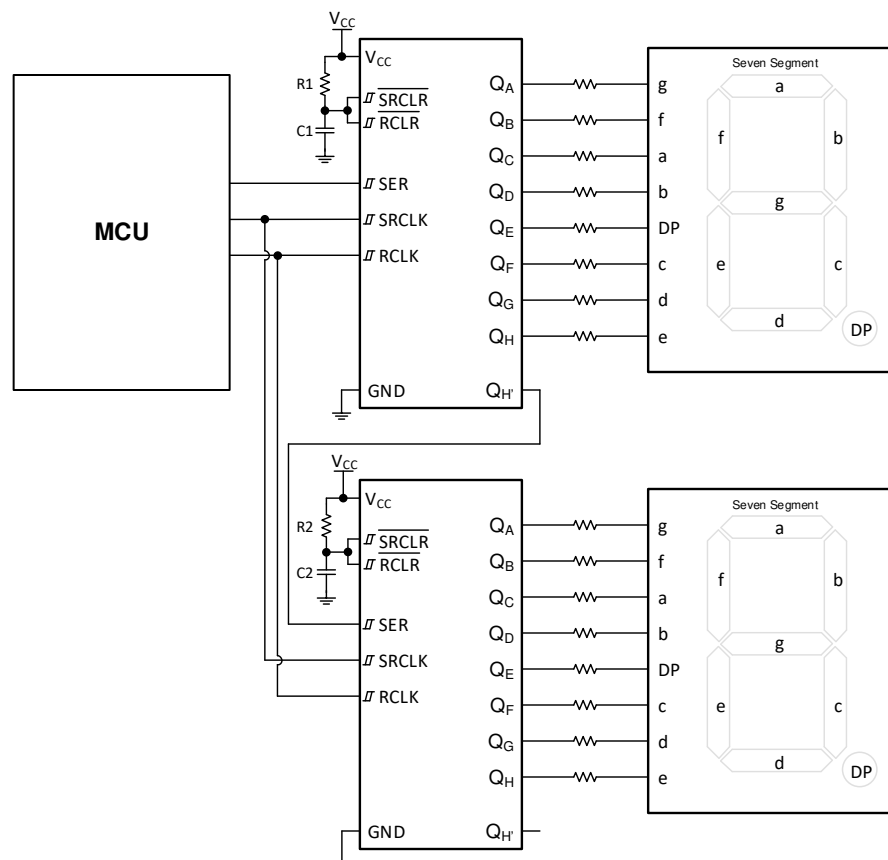 MCU
VCC
VCC
R1
SRCLR
C1
RCLR
SER
SRCLK
RCLK
GND
QA
QB
QC
QD
QE
QF
QG
QH
QH'
Seven Segment
g
f
a
b
DP
c
d
e
a
f
b
g
e
c
d
DP
VCC
VCC
R2
SRCLR
C2
RCLR
SER
SRCLK
RCLK
GND
QA
QB
QC
QD
QE
QF
QG
QH
QH'
Seven Segment
g
f
a
b
DP
c
d
e
a
f
b
g
e
c
d
DP